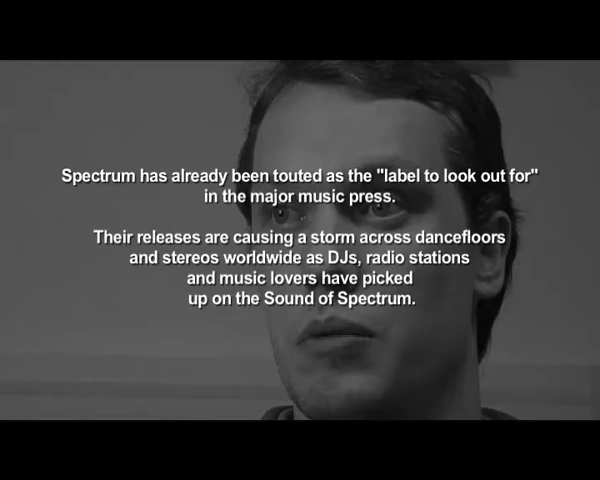 Spectrum has already been touted as the "label to look out for"
in the major music press.
Their releases are causing a storm across dancefloors
and stereos worldwide as DJs, radio stations
and music lovers have picked
up on the Sound of Spectrum.